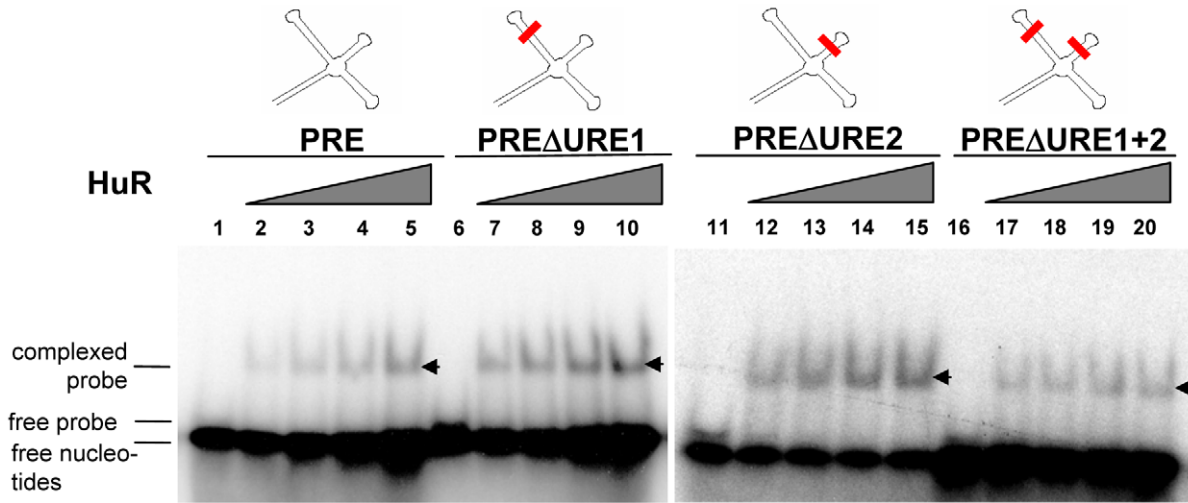 PRE PREΔURE1 PREΔURE2 PREΔURE1+2
HuR
1 2 3 4 5 6 7 8 9 10 11 12 13 14 15 16 17 18 19 20
complexed
probe
free probe
free nucleo-
tides